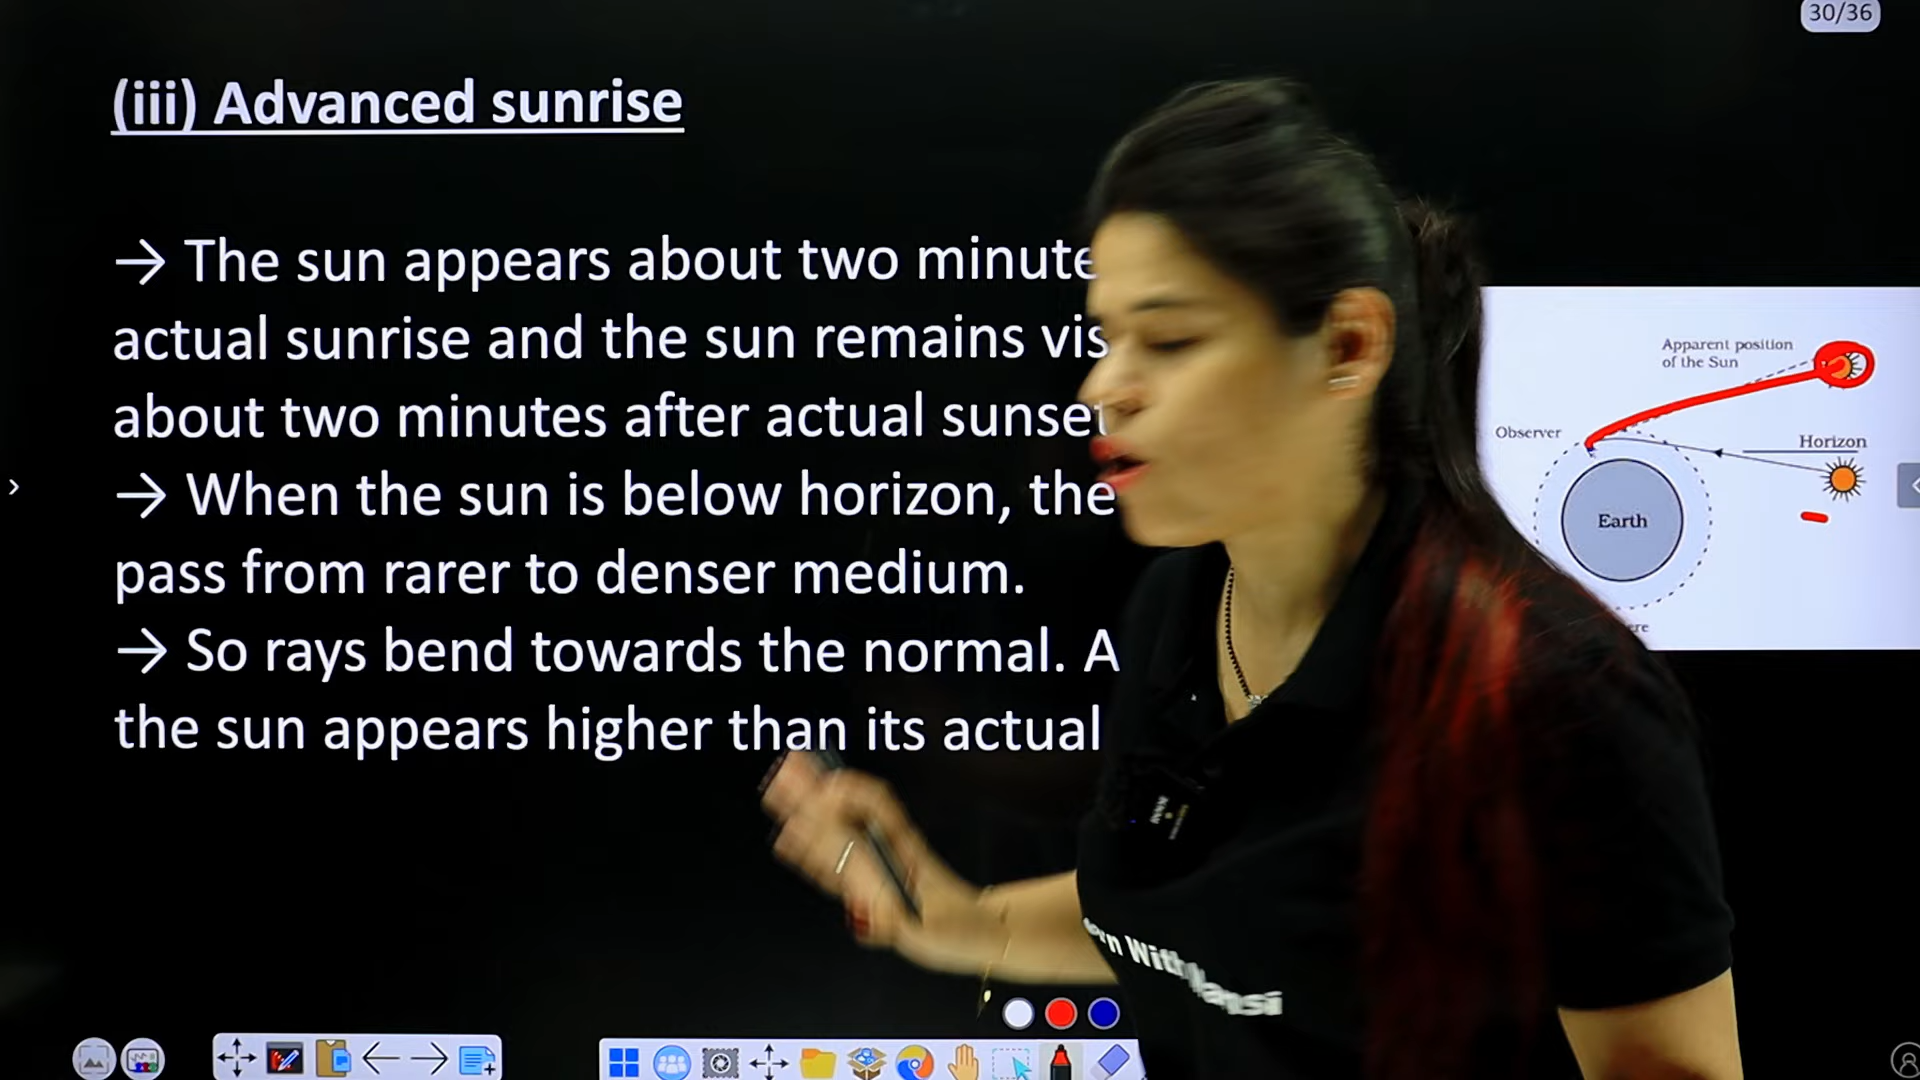 30/36
(iii) Advanced sunrise
→ The sun appears about two minute
actual sunrise and the sun remains vis
about two minutes after actual sunset
→ When the sun is below horizon, the
pass from rarer to denser medium.
→ So rays bend towards the normal. A
the sun appears higher than its actual
Apparent position
of the Sun
Observer
Horizon
Earth
With Mansi